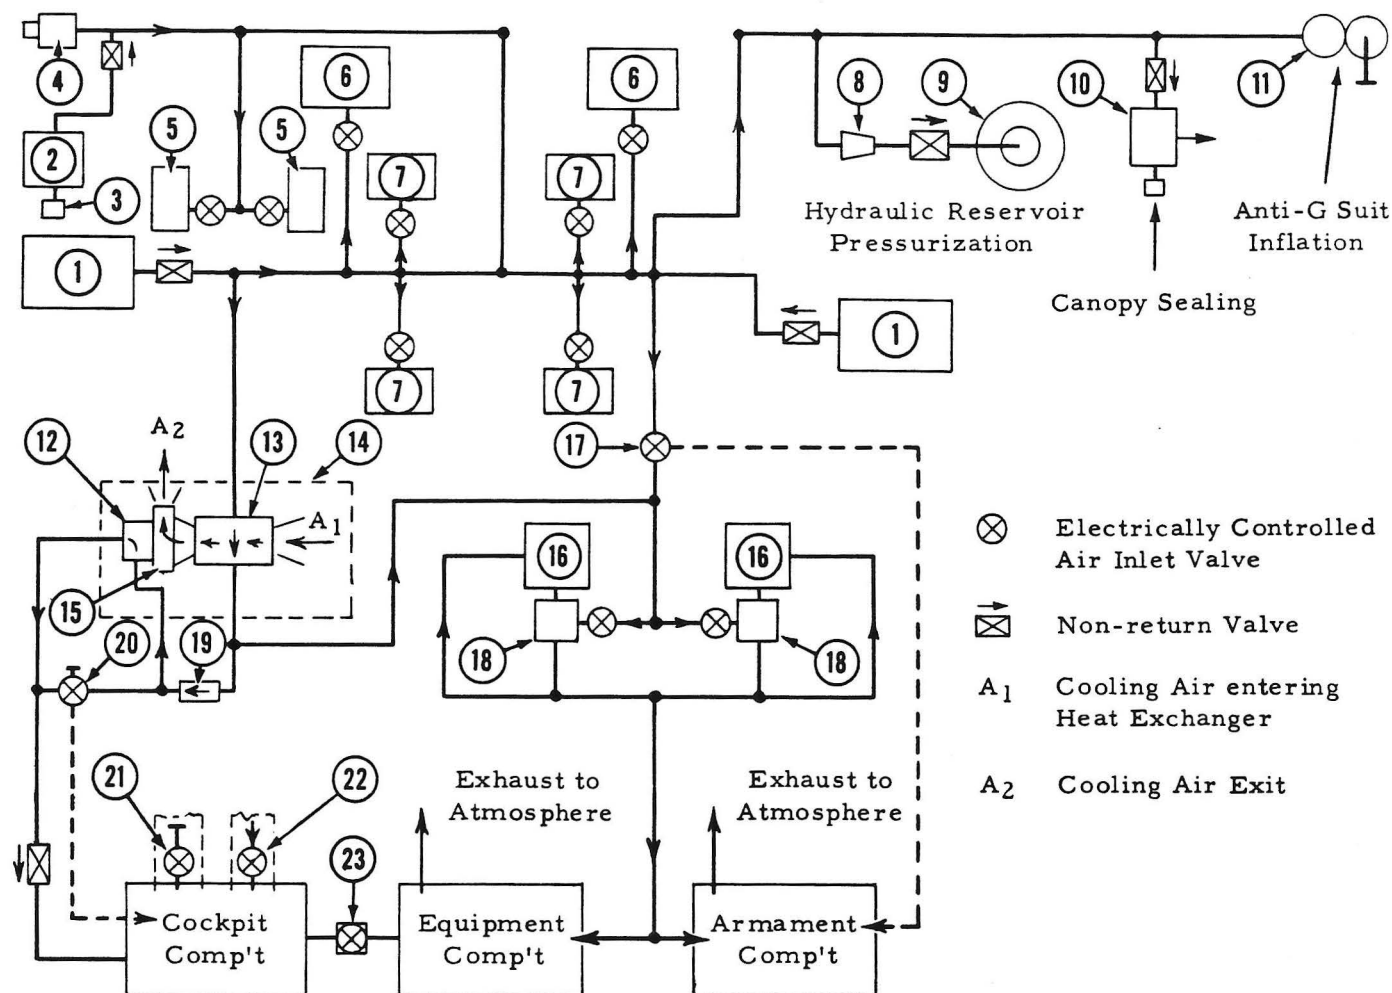 4
6
6
8
9
10
11
2
5
5
3
7
7
Hydraulic Reservoir
Pressurization
Anti-G Suit
Inflation
1
Canopy Sealing
1
7
7
12
A2
13
14
17
A1
15
16
16
Electrically Controlled
Air Inlet Valve
20
19
18
18
Non-return Valve
A1 Cooling Air entering
Heat Exchanger
21
22
Exhaust to
Atmosphere
Exhaust to
Atmosphere
A2 Cooling Air Exit
23
Cockpit
Comp't
Equipment
Comp't
Armament
Comp't